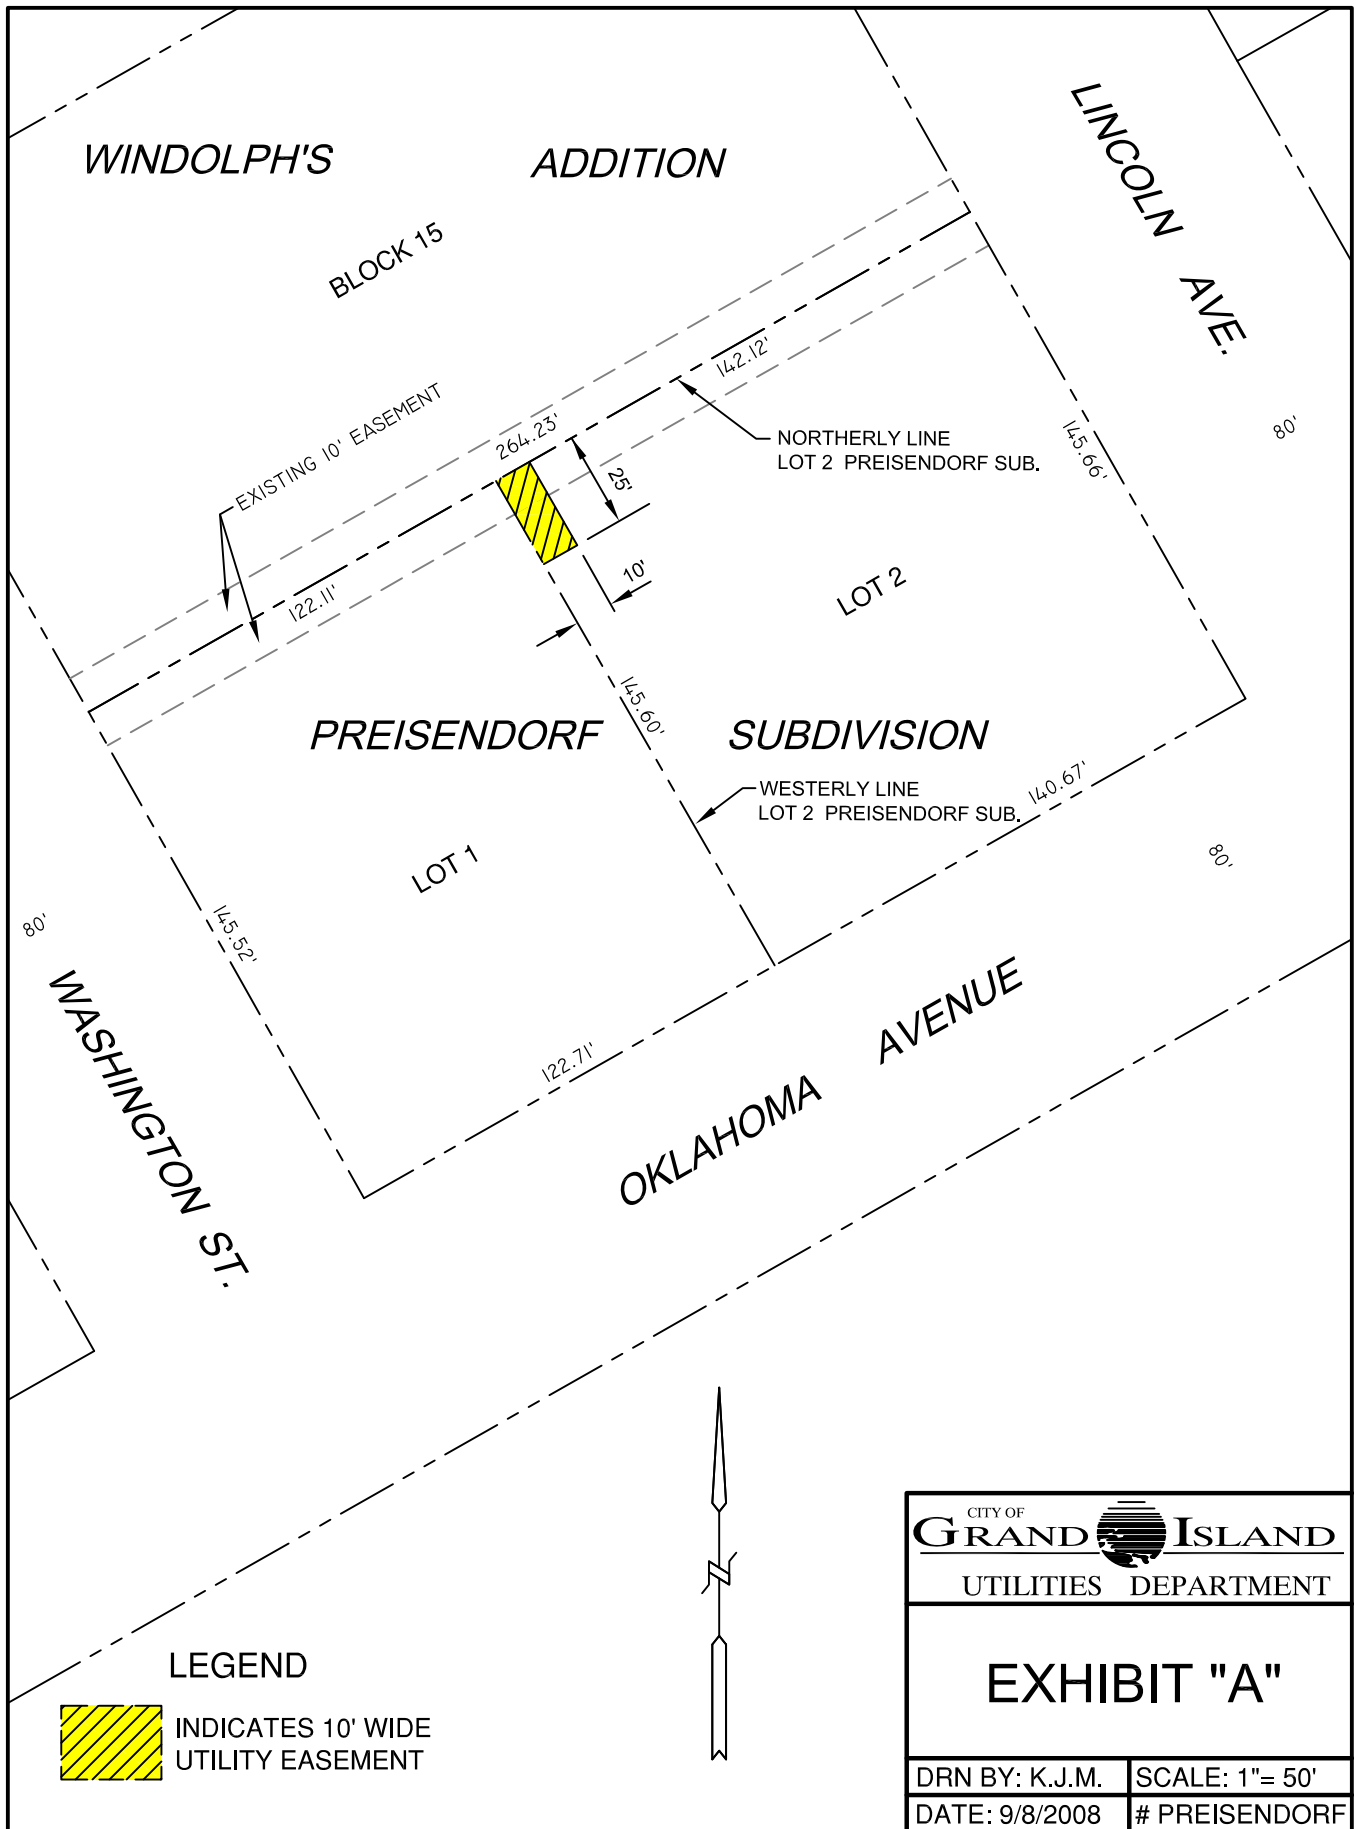 WINDOLPH'S ADDITION
LINCOLN AVE.
BLOCK 15
EXISTING 10' EASEMENT
264.23'
142.12'
NORTHERLY LINE
LOT 2 PREISENDORF SUB.
25'
10'
122.11'
145.66'
80'
LOT 2
145.60'
PREISENDORF SUBDIVISION
WESTERLY LINE
LOT 2 PREISENDORF SUB.
140.67'
LOT 1
80'
80'
145.52'
WASHINGTON ST.
122.71'
OKLAHOMA AVENUE
LEGEND
INDICATES 10' WIDE
UTILITY EASEMENT
CITY OF
GRAND ISLAND
UTILITIES DEPARTMENT
EXHIBIT "A"
DRN BY: K.J.M.
SCALE: 1"= 50'
DATE: 9/8/2008
# PREISENDORF